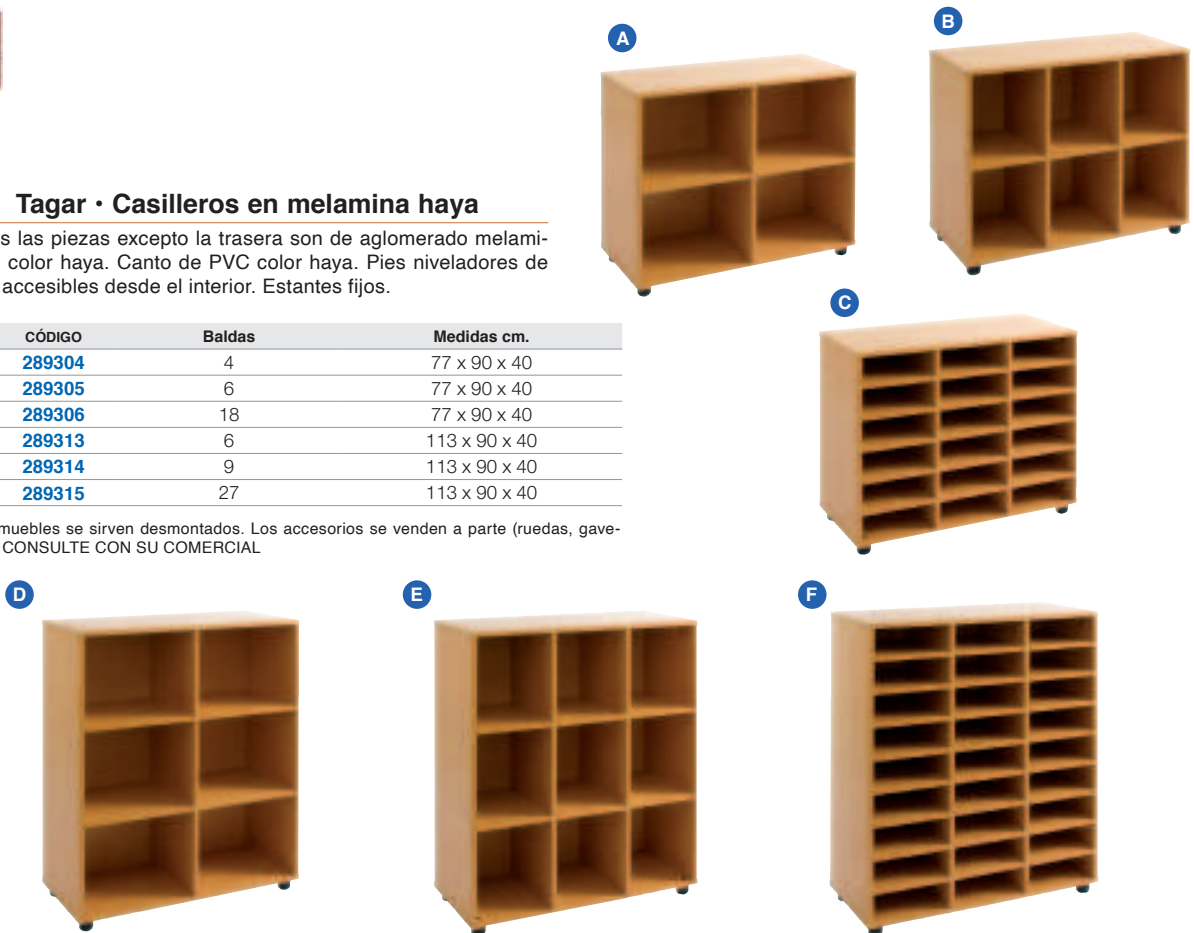 A
B
Tagar · Casilleros en melamina haya
s las piezas excepto la trasera son de aglomerado melami-
color haya. Canto de PVC color haya. Pies niveladores de
accesibles desde el interior. Estantes fijos.
C
CÓDIGO Baldas Medidas cm.
289304 4 77 x 90 x 40
289305 6 77 x 90 x 40
289306 18 77 x 90 x 40
289313 6 113 x 90 x 40
289314 9 113 x 90 x 40
289315 27 113 x 90 x 40
muebles se sirven desmontados. Los accesorios se venden a parte (ruedas, gave-
CONSULTE CON SU COMERCIAL
D
E
F